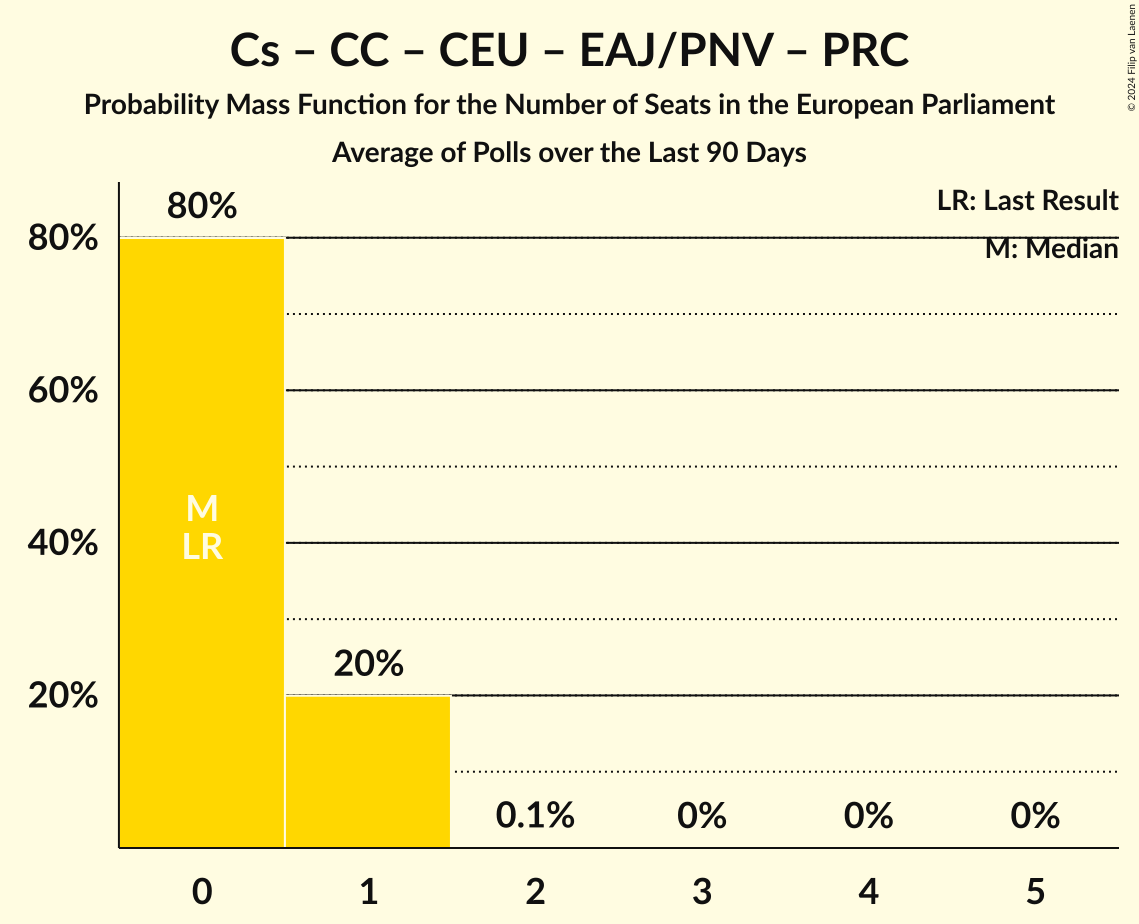 Cs – CC – CEU – EAJ/PNV – PRC
Probability Mass Function for the Number of Seats in the European Parliament
Average of Polls over the Last 90 Days
© 2024 Filip van Laenen
LR: Last Result
M: Median
80%
60%
40%
20%
80%
M
LR
20%
0.1%
0%
0%
0%
0
1
2
3
4
5